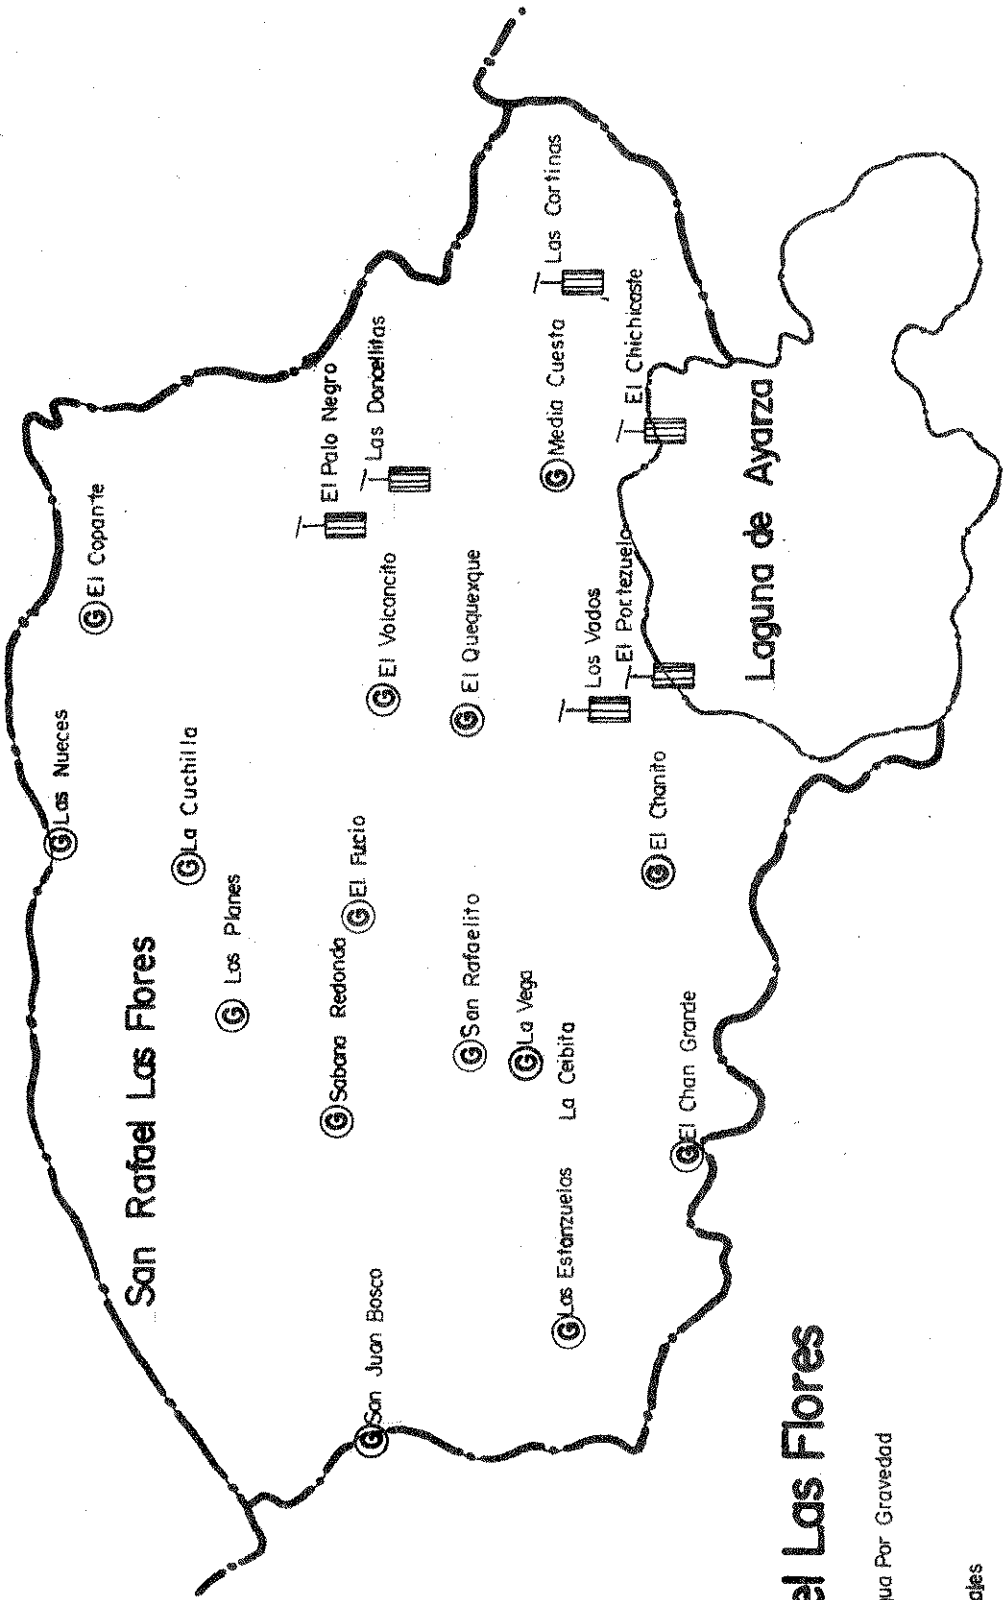 G Las Nueces
G El Copante
San Rafael Las Flores
G La Cuchilla
G Los Planes
El Palo Negro
G Sabana Redonda
G El Fucio
G San Juan Bosco
G El Volcancito
Las Doncellitas
G San Rafaelito
G El Quequexque
G La Vega
G Media Cuesta
Las Cortinas
G Las Estanzuelas
La Ceibita
Los Vados
El Portezuelo
El Chichicaste
G El Chanito
G El Chan Grande
Laguna de Ayarza
el Las Flores
ua Por Gravedad
ales